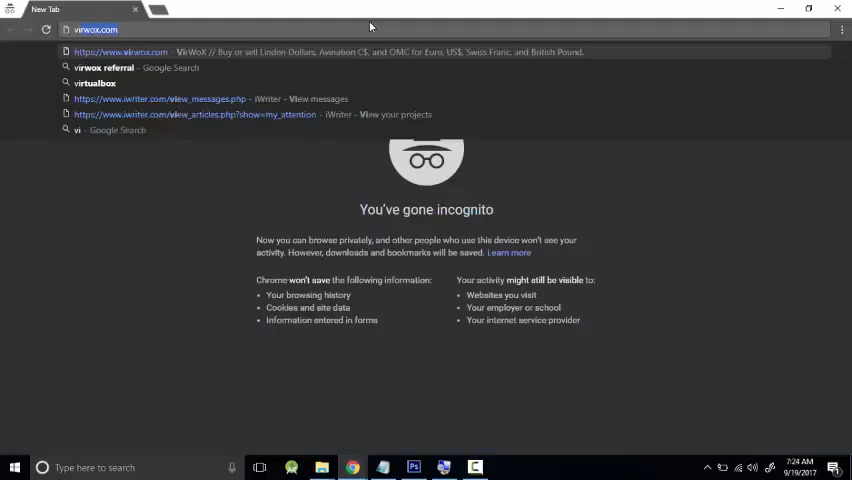 New Tab
virwox.com
https://www.virwox.com - VirWoX // Buy or sell Linden Dollars, Avination C$, and OMC for Euro, US$, Swiss Franc, and British Pound.
virwox referral - Google Search
virtualbox
https://www.iwriter.com/view_messages.php - iWriter - View messages
https://www.iwriter.com/view_articles.php?show=my_attention - iWriter - View your projects
vi - Google Search
You've gone incognito
Now you can browse privately, and other people who use this device won't see your
activity. However, downloads and bookmarks will be saved. Learn more
Chrome won't save the following information:
• Your browsing history
• Cookies and site data
• Information entered in forms
Your activity might still be visible to:
• Websites you visit
• Your employer or school
• Your internet service provider
Type here to search
Ps
7:24 AM
9/19/2017